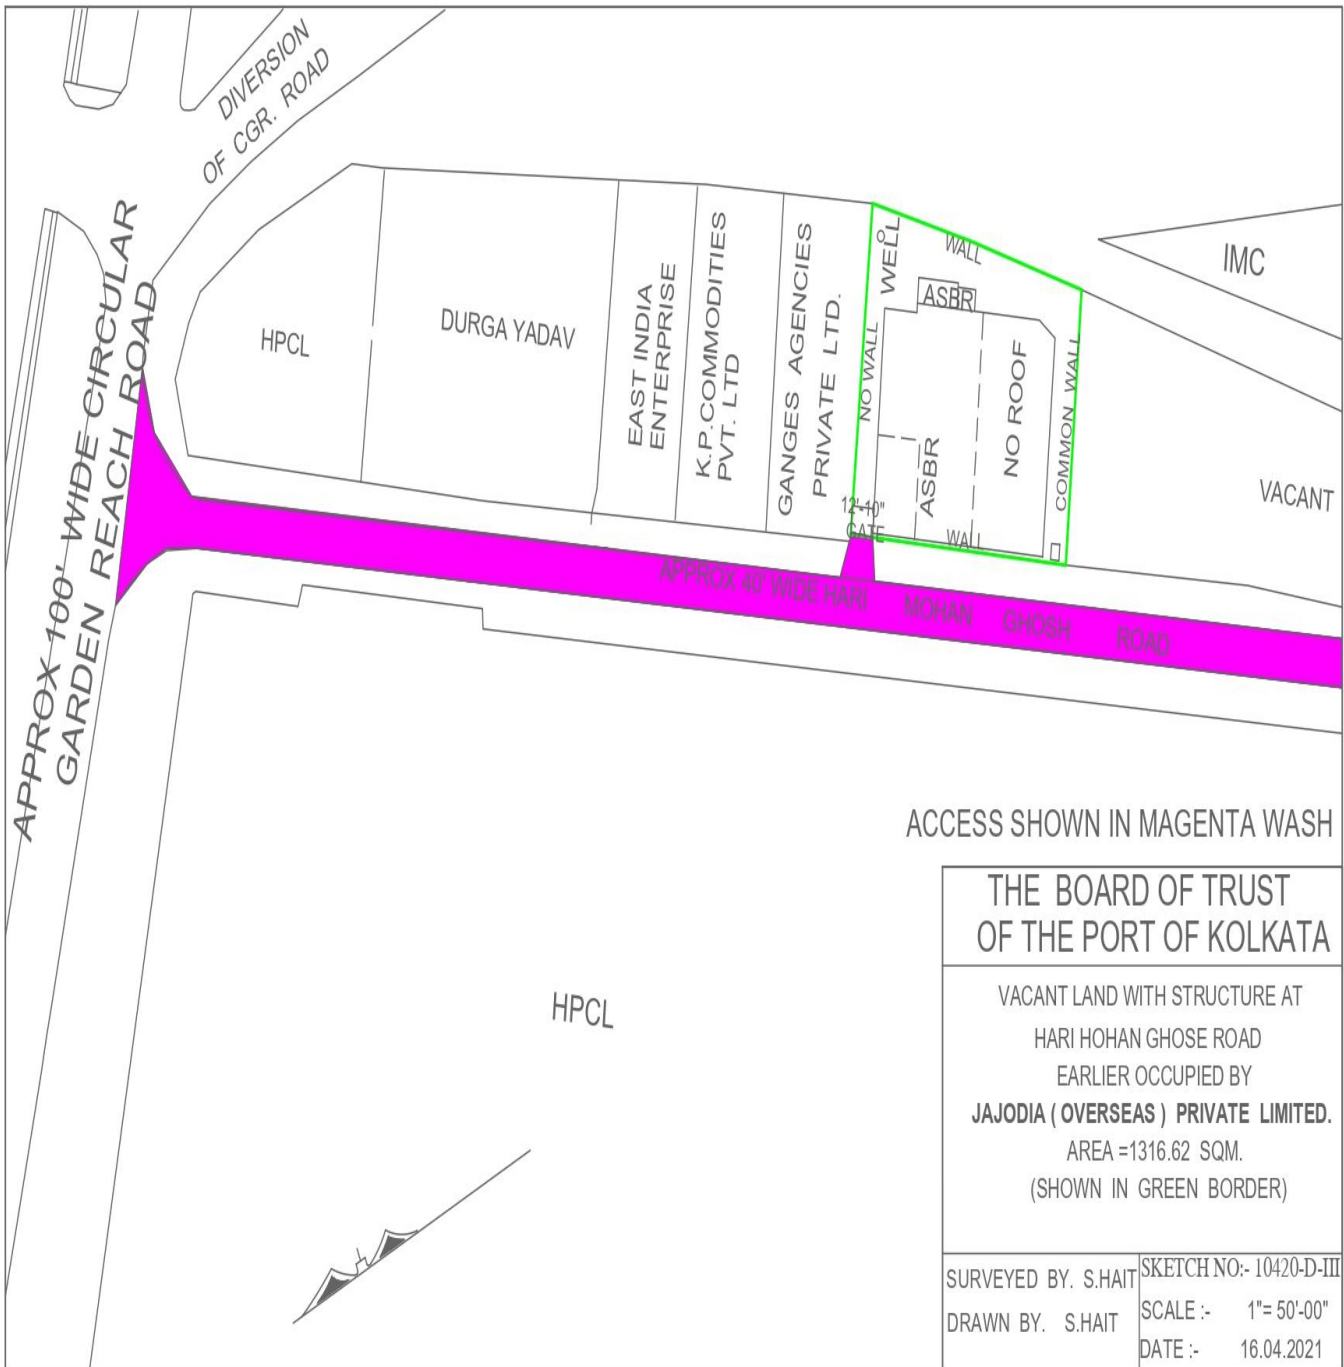 DIVERSION
OF CGR. ROAD
APPROX 100' WIDE CIRCULAR
GARDEN REACH ROAD
HPCL
DURGA YADAV
EAST INDIA
ENTERPRISE
K.P.COMMODITIES
PVT. LTD
GANGES AGENCIES
PRIVATE LTD.
WELL
WALL
NO WALL
ASBR
ASBR
NO ROOF
COMMON WALL
12'-10"
GATE
WALL
IMC
VACANT
APPROX 40' WIDE HARI MOHAN GHOSH ROAD
HPCL
ACCESS SHOWN IN MAGENTA WASH
THE BOARD OF TRUST
OF THE PORT OF KOLKATA
VACANT LAND WITH STRUCTURE AT
HARI HOHAN GHOSE ROAD
EARLIER OCCUPIED BY
JAJODIA ( OVERSEAS ) PRIVATE LIMITED.
AREA =1316.62 SQM.
(SHOWN IN GREEN BORDER)
SURVEYED BY. S.HAIT
DRAWN BY. S.HAIT
SKETCH NO:- 10420-D-III
SCALE :- 1"= 50'-00"
DATE :- 16.04.2021